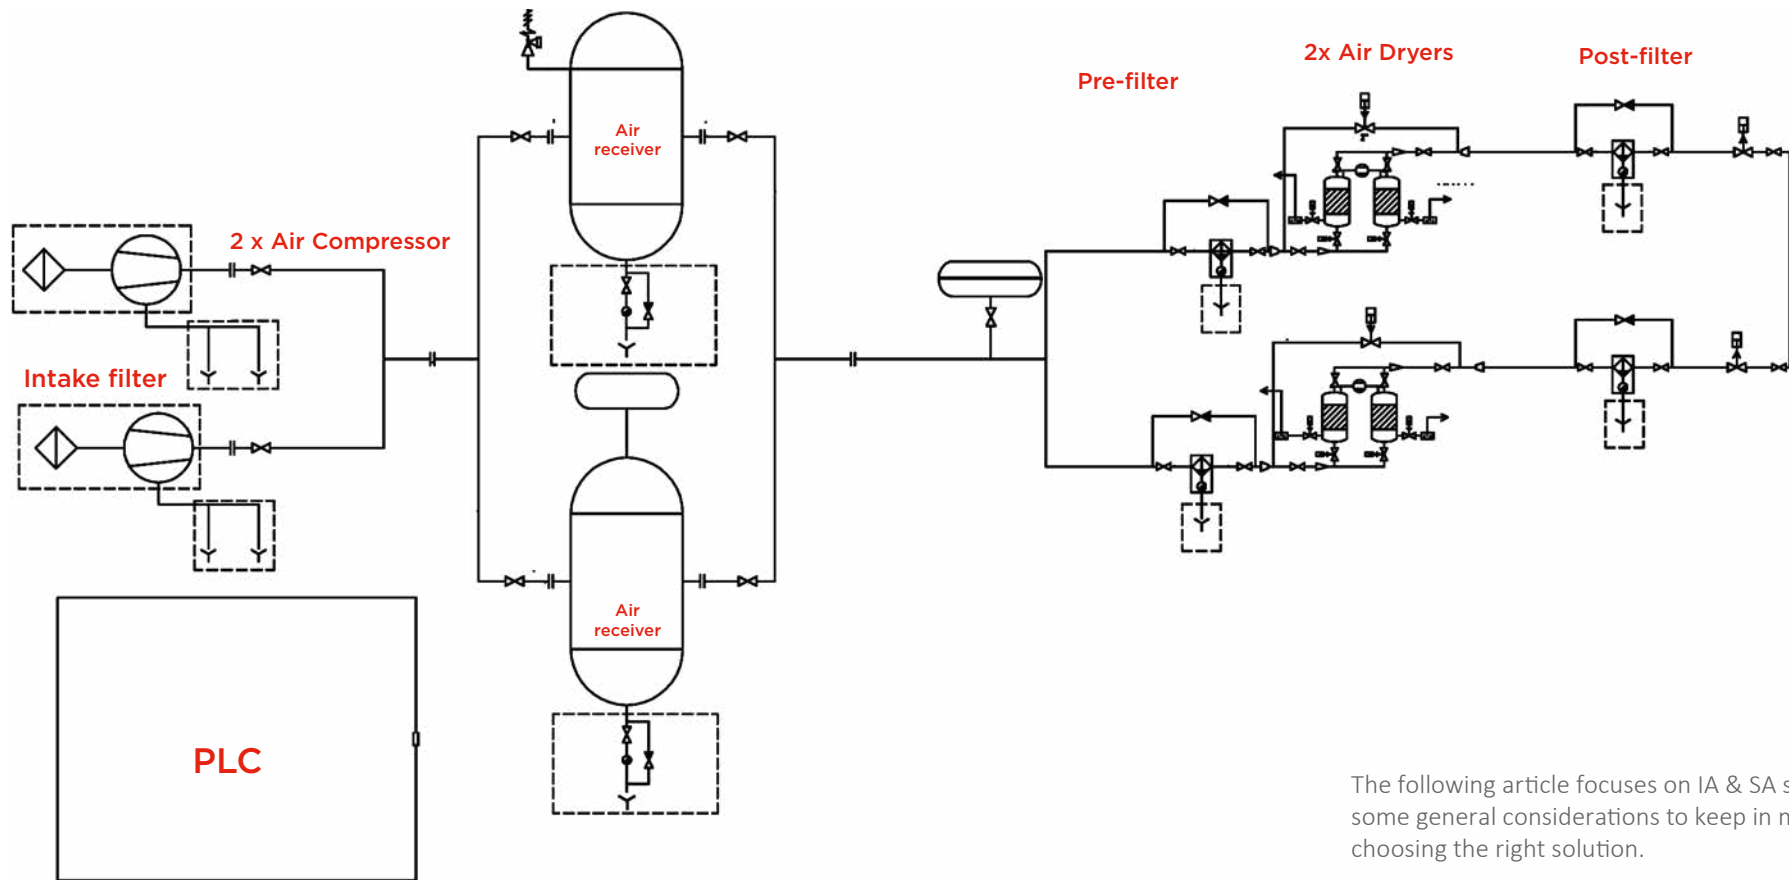 2x Air Dryers
Post-filter
Pre-filter
Air
receiver
2 x Air Compressor
Intake filter
Air
receiver
PLC
The following article focuses on IA & SA s
some general considerations to keep in
choosing the right solution.